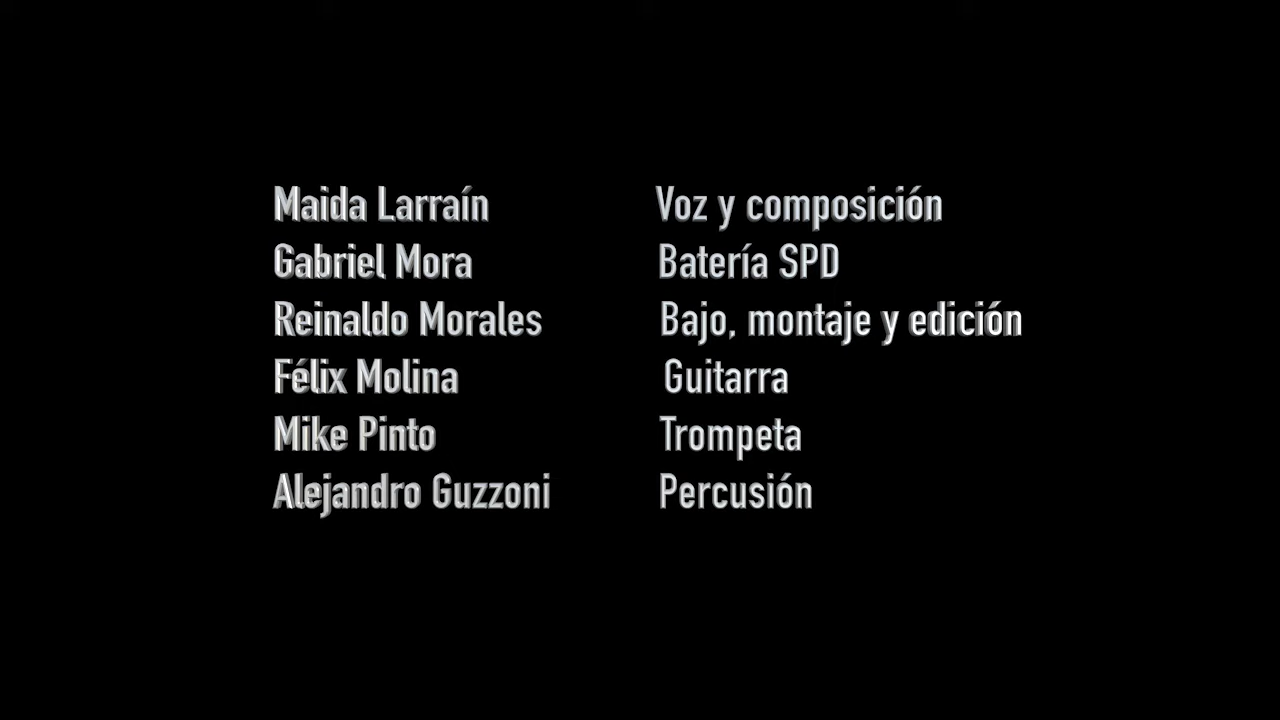 Maida Larraín Voz y composición
Gabriel Mora Batería SPD
Reinaldo Morales Bajo, montaje y edición
Félix Molina Guitarra
Mike Pinto Trompeta
Alejandro Guzzoni Percusión